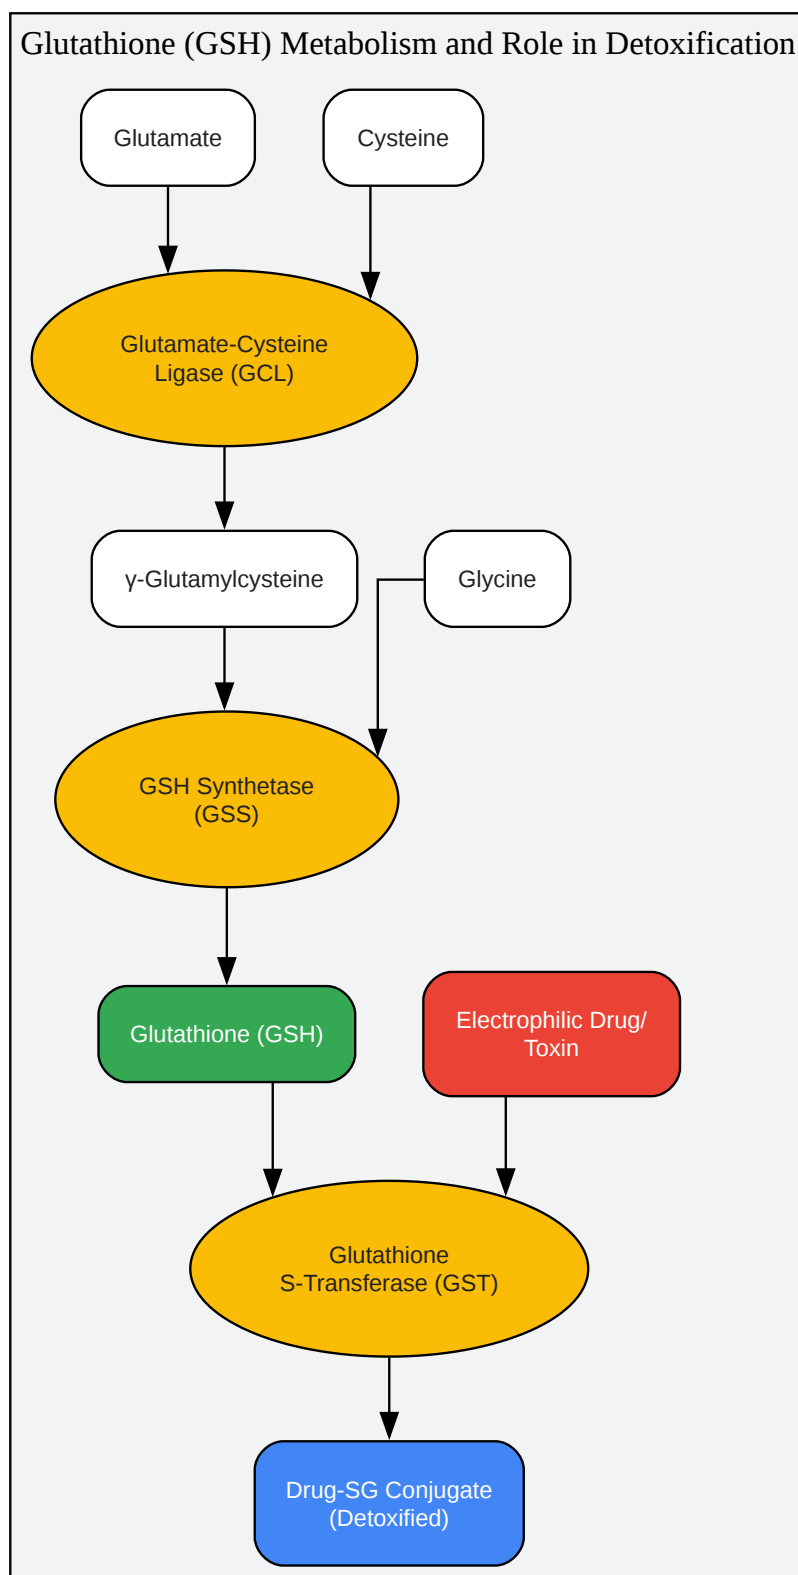 Glutathione (GSH) Metabolism and Role in Detoxification
Glutamate
Cysteine
Glutamate-Cysteine
Ligase (GCL)
γ-Glutamylcysteine
Glycine
GSH Synthetase
(GSS)
Glutathione (GSH)
Electrophilic Drug/
Toxin
Glutathione
S-Transferase (GST)
Drug-SG Conjugate
(Detoxified)